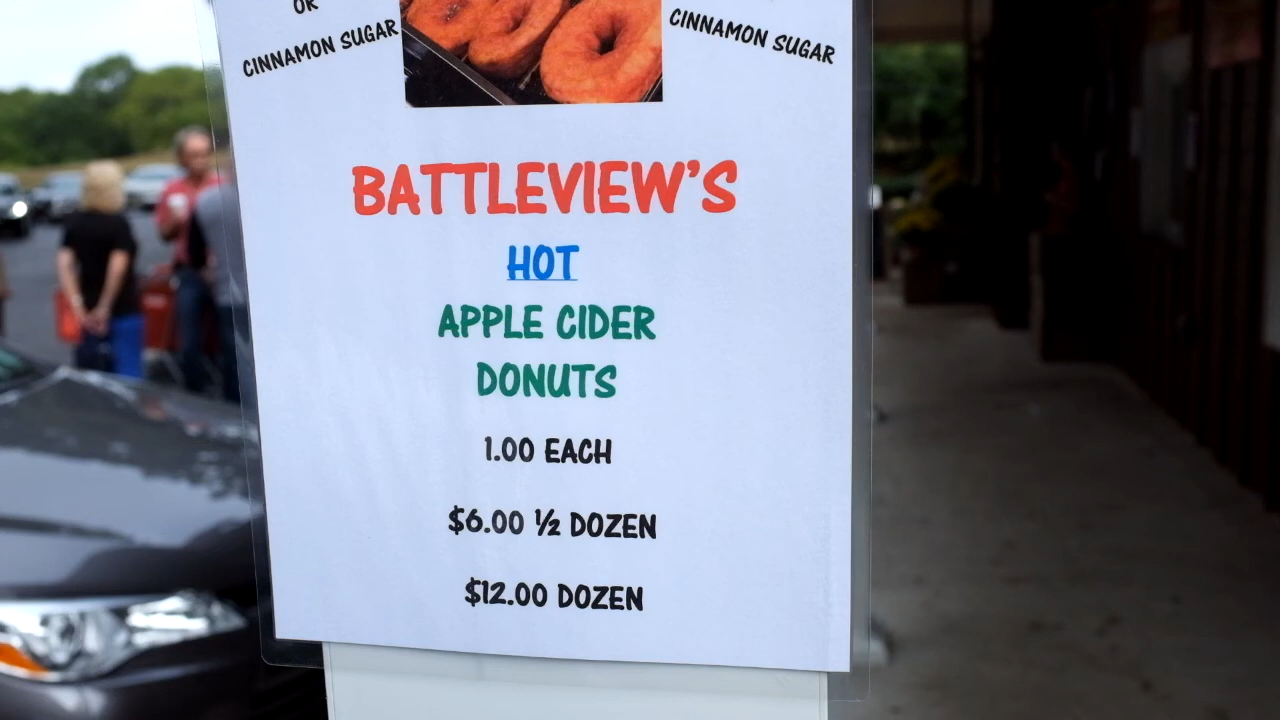 OR
CINNAMON SUGAR
CINNAMON SUGAR
BATTLEVIEW'S
HOT
APPLE CIDER
DONUTS
1.00 EACH
$6.00 ½ DOZEN
$12.00 DOZEN